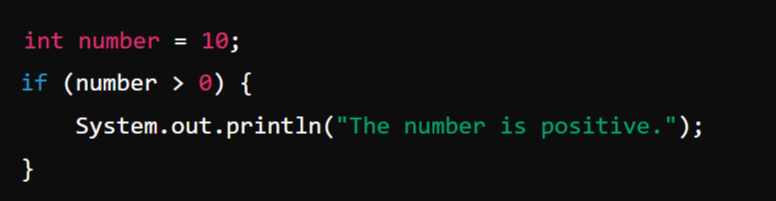 int number = 10;
if (number > 0) {
    System.out.println("The number is positive.");
}